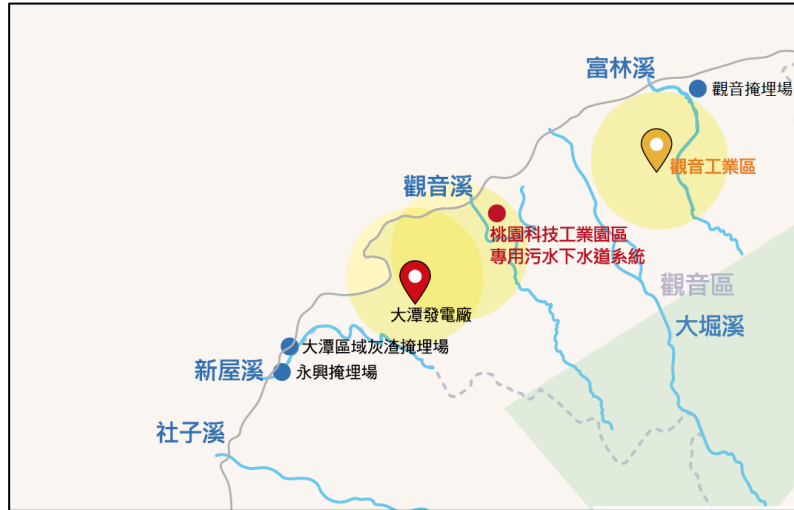 富林溪
觀音掩埋場
觀音工業區
觀音溪
桃園科技工業園區
專用污水下水道系統
觀音區
大潭發電廠
大堀溪
大潭區域灰渣掩埋場
新屋溪
永興掩埋場
社子溪